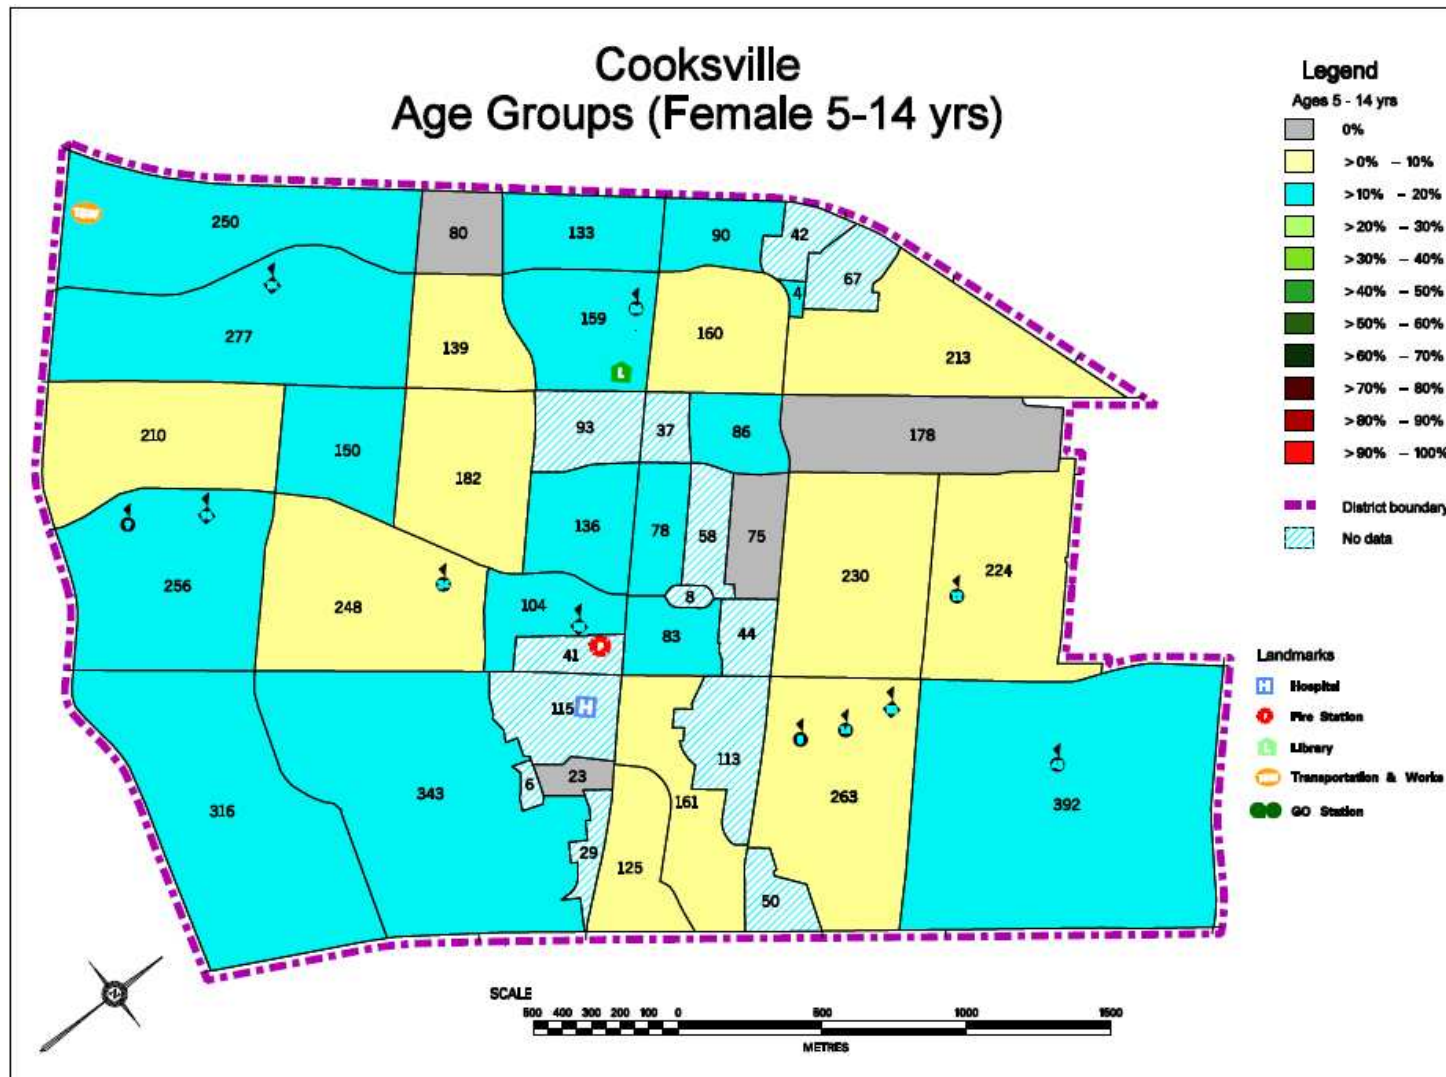 Cooksville
Age Groups (Female 5-14 yrs)
Legend
Ages 5 - 14 yrs
0%
>0% - 10%
>10% - 20%
>20% - 30%
>30% - 40%
>40% - 50%
>50% - 60%
>60% - 70%
>70% - 80%
>80% - 90%
>90% - 100%
District boundary
No data
Landmarks
H Hospital
Fire Station
L Library
Transportation & Works
GO Station
250
80
133
90
42
67
4
277
139
159
160
213
L
210
150
182
93
37
86
178
136
78
58
75
230
224
256
248
104
8
83
44
41
115
H
113
23
6
316
343
161
263
392
29
125
50
SCALE
500 400 300 200 100 0 500 1000 1500
METRES